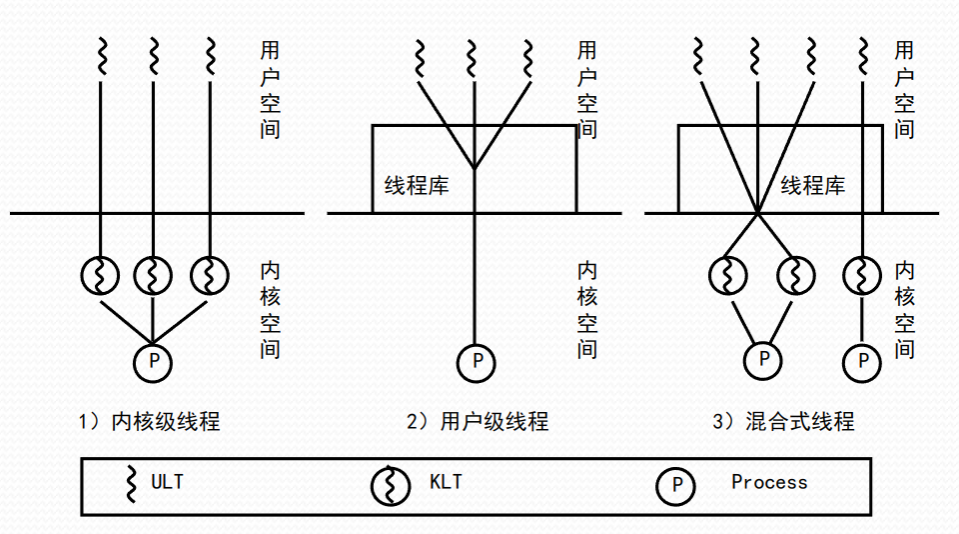 用户空间
用户空间
用户空间
线程库
线程库
内核空间
内核空间
内核空间
P
P
P
P
1）内核级线程
2）用户级线程
3）混合式线程
ULT
KLT
P
Process